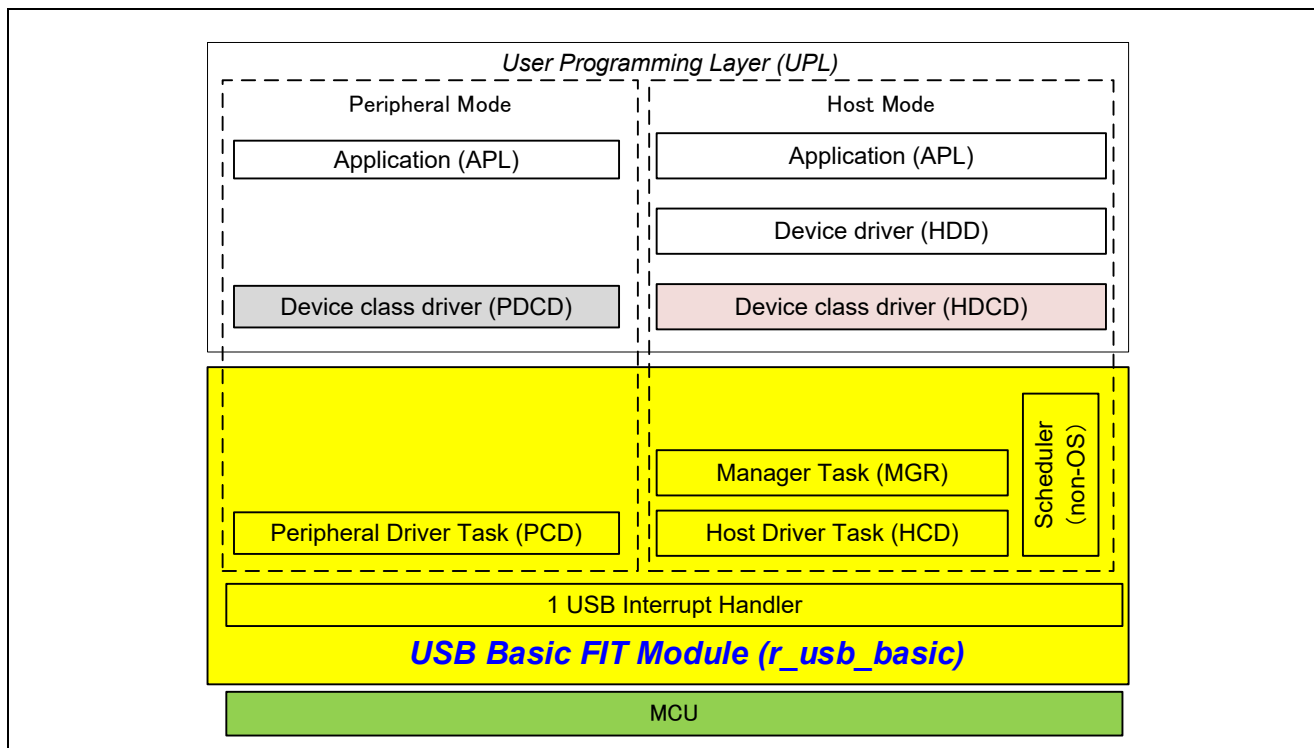 User Programming Layer (UPL)
Peripheral Mode
Application (APL)
Device class driver (PDCD)
Host Mode
Application (APL)
Device driver (HDD)
Device class driver (HDCD)
Peripheral Driver Task (PCD)
Manager Task (MGR)
Host Driver Task (HCD)
Scheduler
(non-OS)
1 USB Interrupt Handler
USB Basic FIT Module (r_usb_basic)
MCU